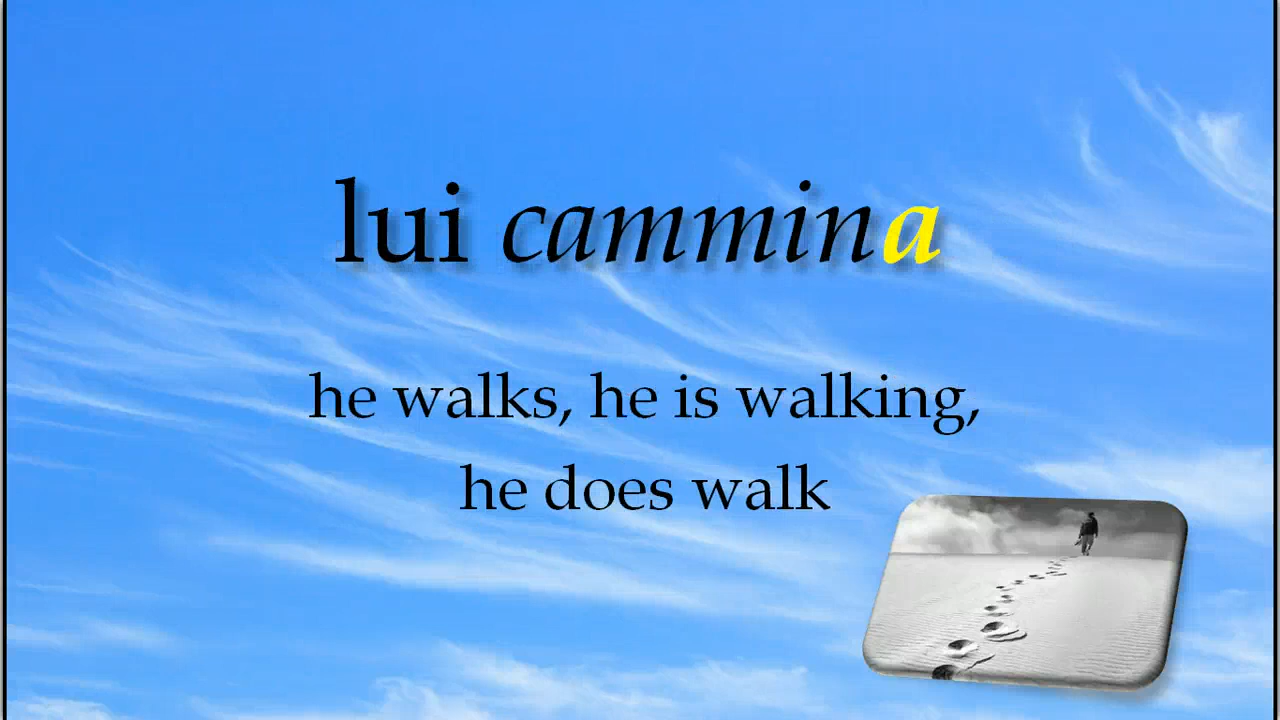 lui cammina
he walks, he is walking,
he does walk